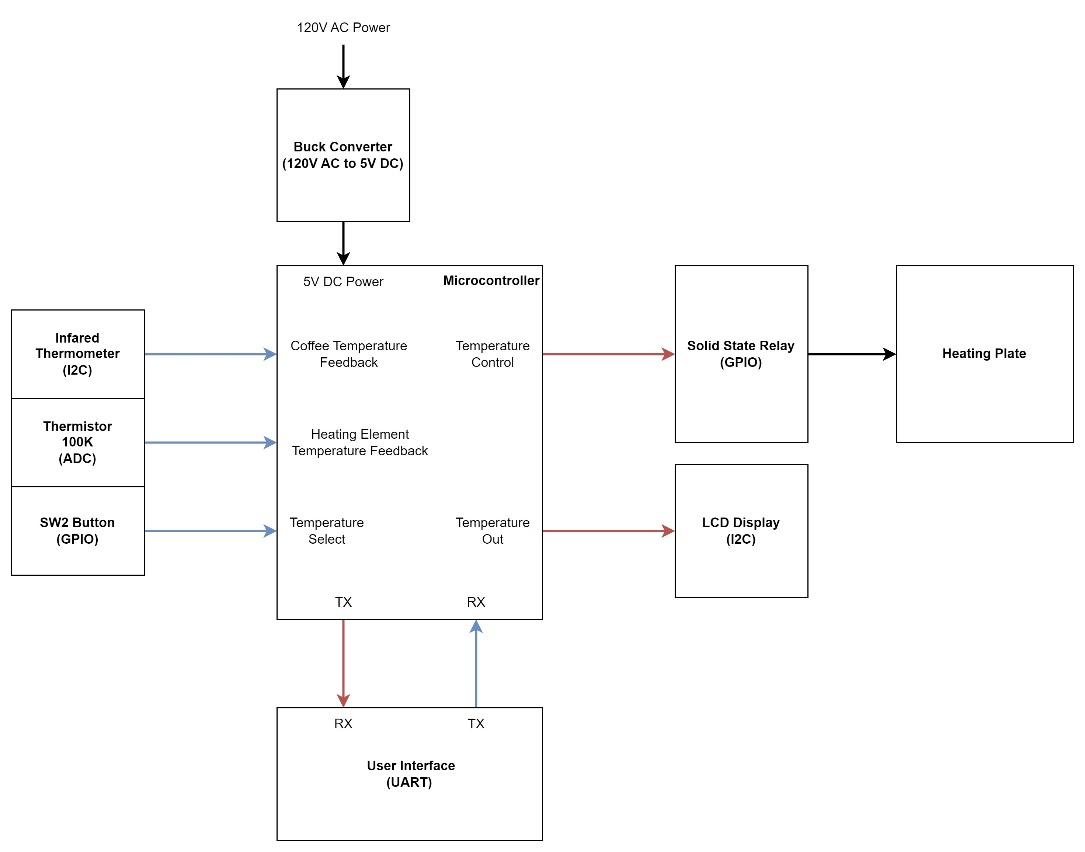 120V AC Power
Buck Converter
(120V AC to 5V DC)
5V DC Power
Microcontroller
Infared
Thermometer
(I2C)
Coffee Temperature
Feedback
Temperature
Control
Solid State Relay
(GPIO)
Heating Plate
Thermistor
100K
(ADC)
Heating Element
Temperature Feedback
SW2 Button
(GPIO)
Temperature
Select
Temperature
Out
LCD Display
(I2C)
TX
RX
RX
TX
User Interface
(UART)